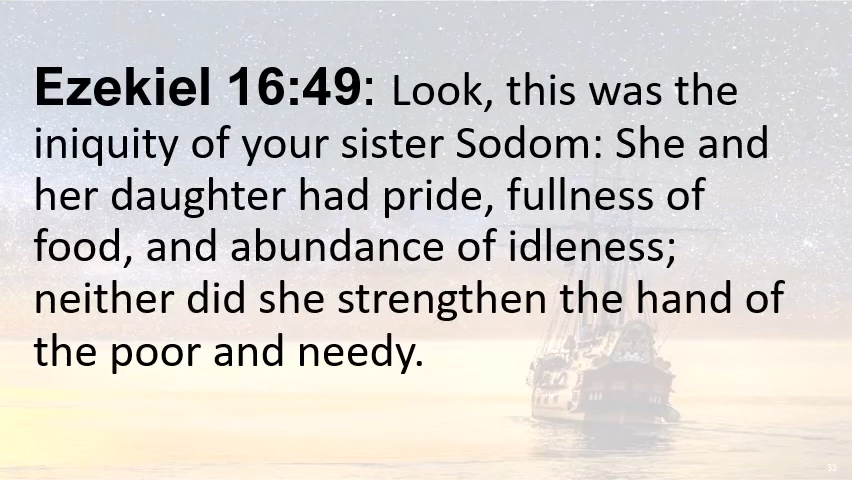 Ezekiel 16:49: Look, this was the
iniquity of your sister Sodom: She and
her daughter had pride, fullness of
food, and abundance of idleness;
neither did she strengthen the hand of
the poor and needy.
33